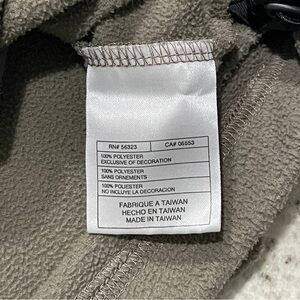 RN# 56323 CA# 05553
100% POLYESTER
EXCLUSIVE OF DECORATION
100% POLYESTER
SANS ORNEMENTS
100% POLYESTER
NO INCLUYE LA DECORACION
FABRIQUE A TAIWAN
HECHO EN TAIWAN
MADE IN TAIWAN